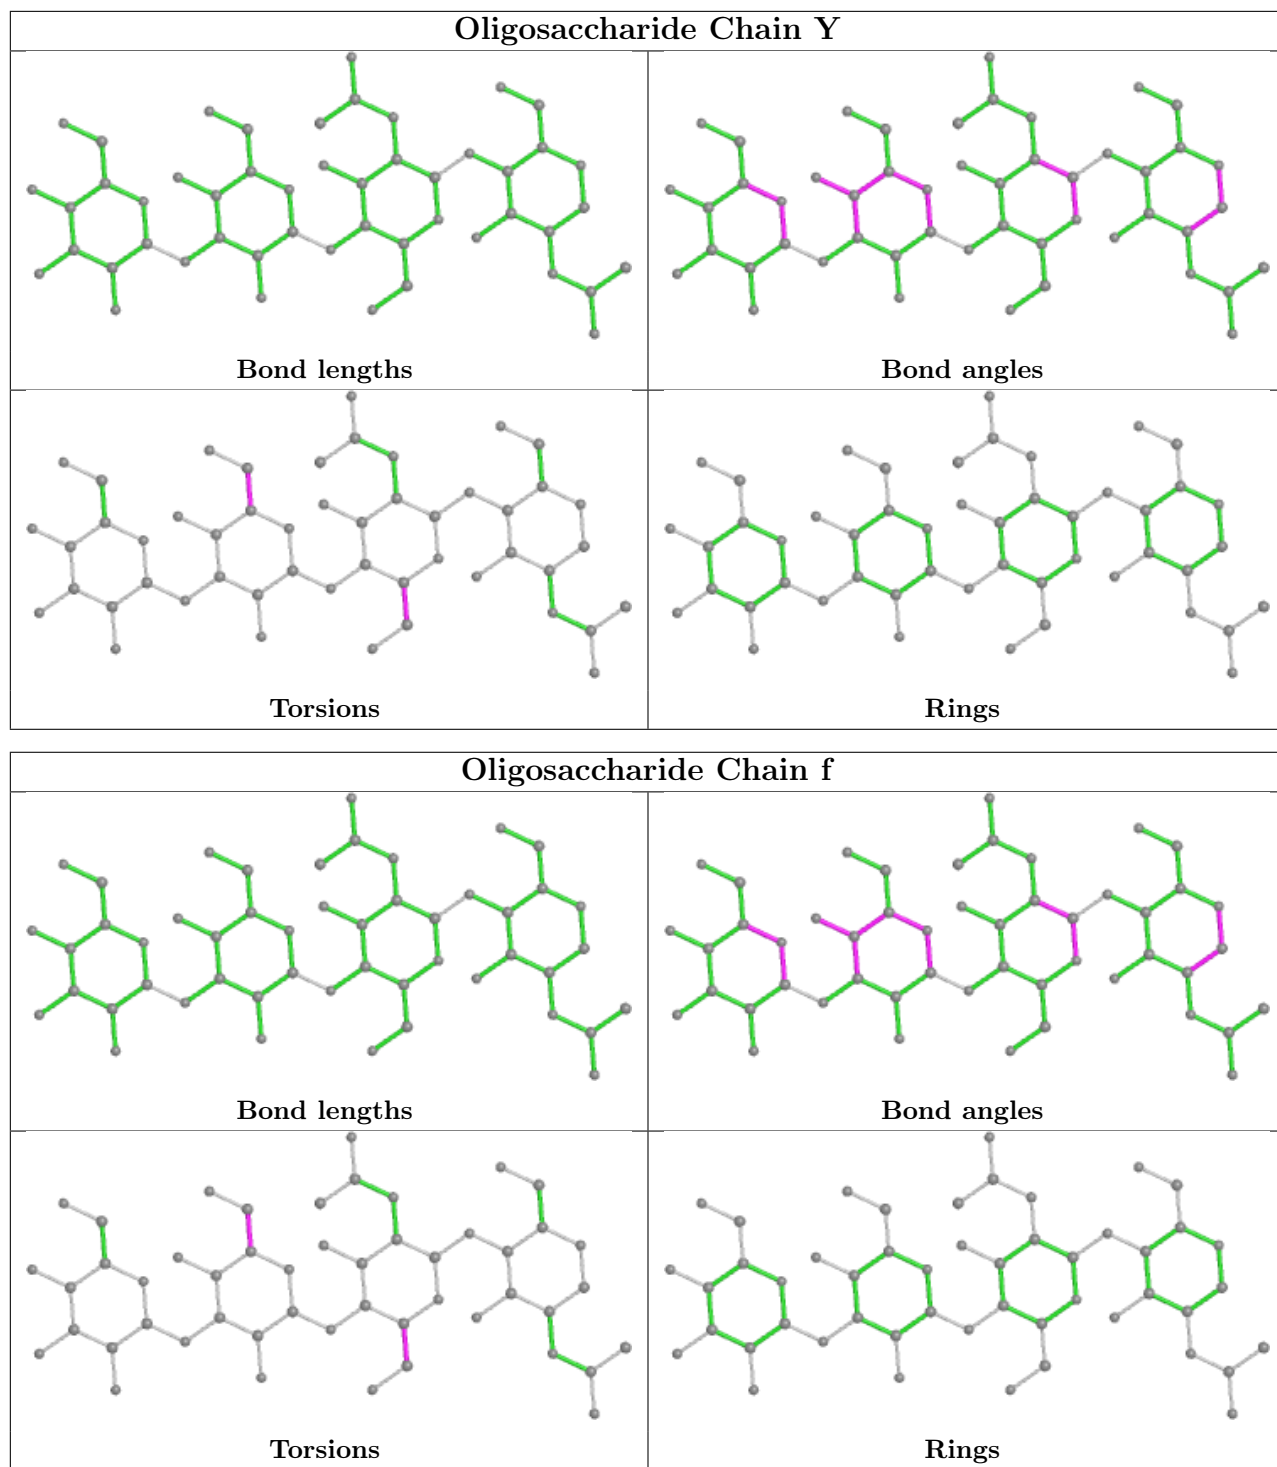 Oligosaccharide Chain Y
Bond lengths
Bond angles
Torsions
Rings
Oligosaccharide Chain f
Bond lengths
Bond angles
Torsions
Rings